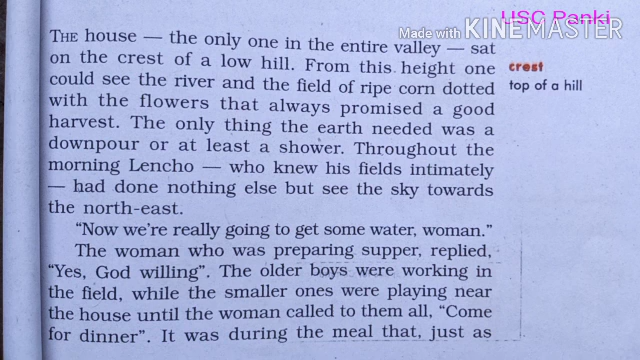 USC Panki
Made with KINEMASTER
THE house — the only one in the entire valley — sat
on the crest of a low hill. From this height one
could see the river and the field of ripe corn dotted
with the flowers that always promised a good
harvest. The only thing the earth needed was a
downpour or at least a shower. Throughout the
morning Lencho — who knew his fields intimately
— had done nothing else but see the sky towards
the north-east.
“Now we’re really going to get some water, woman.”
The woman who was preparing supper, replied,
“Yes, God willing”. The older boys were working in
the field, while the smaller ones were playing near
the house until the woman called to them all, “Come
for dinner”. It was during the meal that, just as
crest
top of a hill